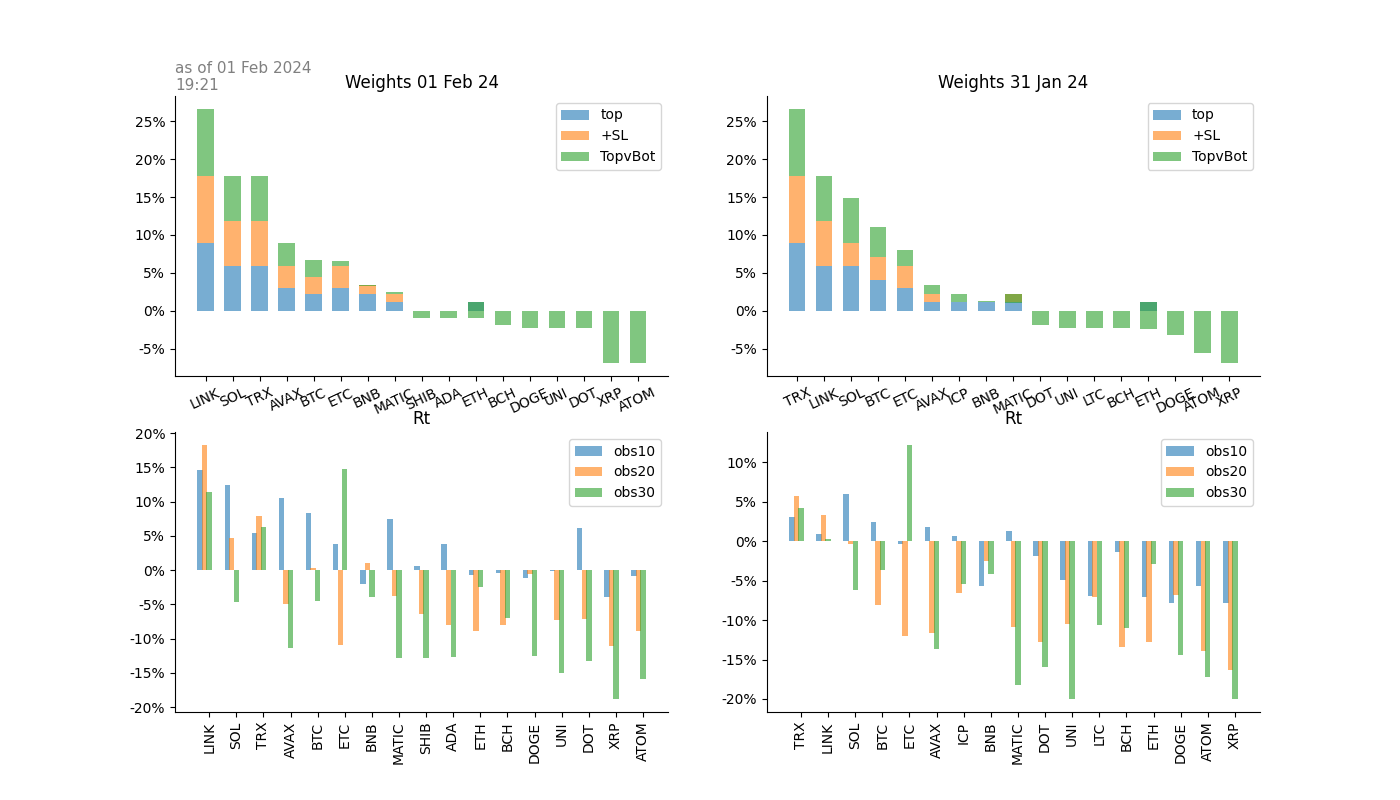 as of 01 Feb 2024
19:21
Weights 01 Feb 24
25%
20%
15%
10%
5%
0%
-5%
top
+SL
TopvBot
LINK SOL TRX AVAX BTC ETC BNB MATIC SHIB ADA ETH BCH DOGE UNI DOT XRP ATOM
Weights 31 Jan 24
25%
20%
15%
10%
5%
0%
-5%
top
+SL
TopvBot
TRX LINK SOL BTC ETC AVAX ICP BNB MATIC DOT UNI LTC BCH ETH DOGE ATOM XRP
Rt
20%
15%
10%
5%
0%
-5%
-10%
-15%
-20%
obs10
obs20
obs30
LINK SOL TRX AVAX BTC ETC BNB MATIC SHIB ADA ETH BCH DOGE UNI DOT XRP ATOM
Rt
10%
5%
0%
-5%
-10%
-15%
-20%
obs10
obs20
obs30
TRX LINK SOL BTC ETC AVAX ICP BNB MATIC DOT UNI LTC BCH ETH DOGE ATOM XRP